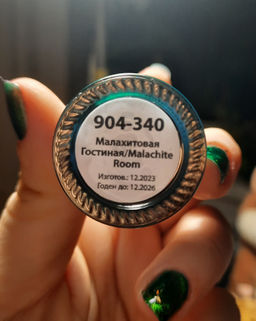 904-340
Малахитовая
Гостиная/Malachite
Room
Изготов.: 12.2023
Годен до: 12.2026